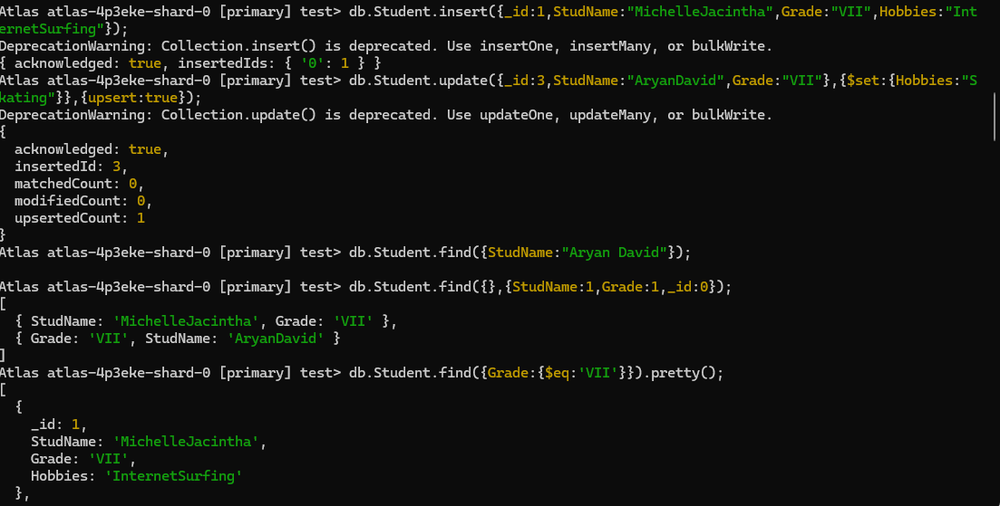 Atlas atlas-4p3eke-shard-0 [primary] test> db.Student.insert({_id:1,StudName:"MichelleJacintha",Grade:"VII",Hobbies:"Int
ernetSurfing"});
DeprecationWarning: Collection.insert() is deprecated. Use insertOne, insertMany, or bulkWrite.
{ acknowledged: true, insertedIds: { '0': 1 } }
Atlas atlas-4p3eke-shard-0 [primary] test> db.Student.update({_id:3,StudName:"AryanDavid",Grade:"VII"},{$set:{Hobbies:"S
kating"}},{upsert:true});
DeprecationWarning: Collection.update() is deprecated. Use updateOne, updateMany, or bulkWrite.
{
  acknowledged: true,
  insertedId: 3,
  matchedCount: 0,
  modifiedCount: 0,
  upsertedCount: 1
}
Atlas atlas-4p3eke-shard-0 [primary] test> db.Student.find({StudName:"Aryan David"});

Atlas atlas-4p3eke-shard-0 [primary] test> db.Student.find({},{StudName:1,Grade:1,_id:0});
[
  { StudName: 'MichelleJacintha', Grade: 'VII' },
  { Grade: 'VII', StudName: 'AryanDavid' }
]
Atlas atlas-4p3eke-shard-0 [primary] test> db.Student.find({Grade:{$eq:'VII'}}).pretty();
[
  {
    _id: 1,
    StudName: 'MichelleJacintha',
    Grade: 'VII',
    Hobbies: 'InternetSurfing'
  },